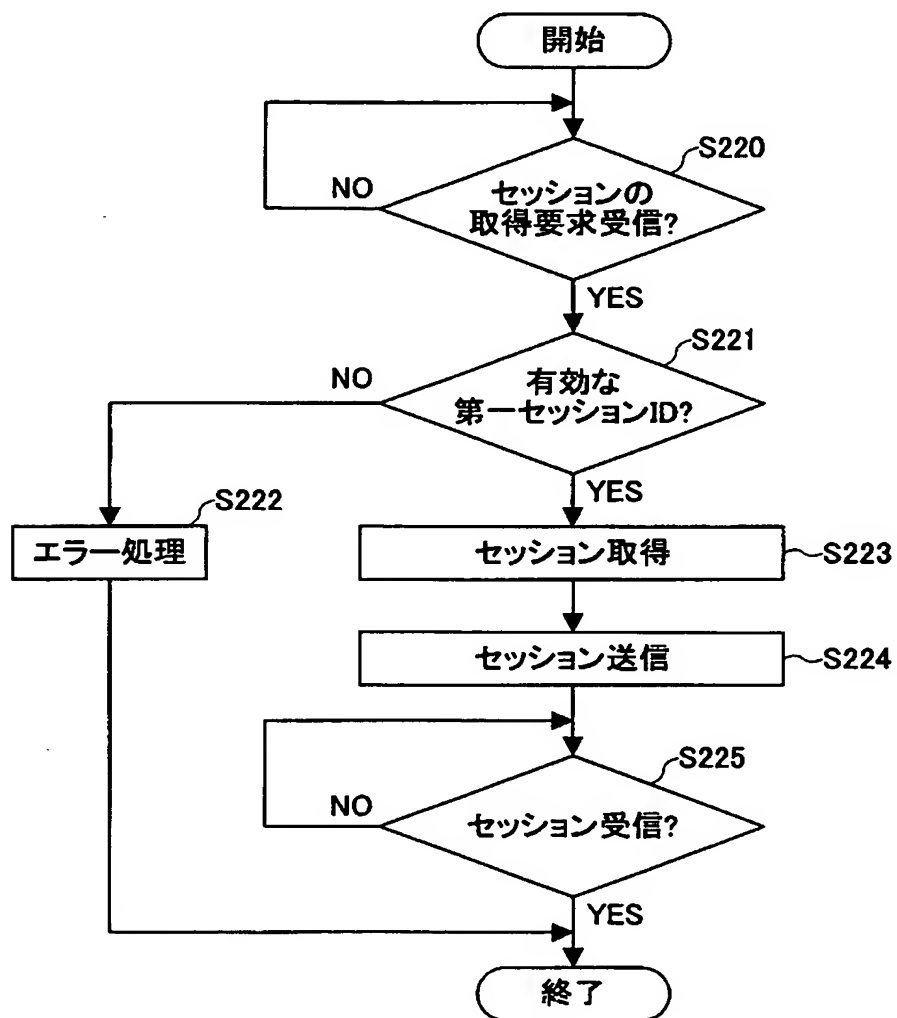 開始
S220
NO
セッションの
取得要求受信?
YES
S221
NO
有効な
第一セッションID?
YES
S222
エラー処理
セッション取得
S223
セッション送信
S224
S225
NO
セッション受信?
YES
終了